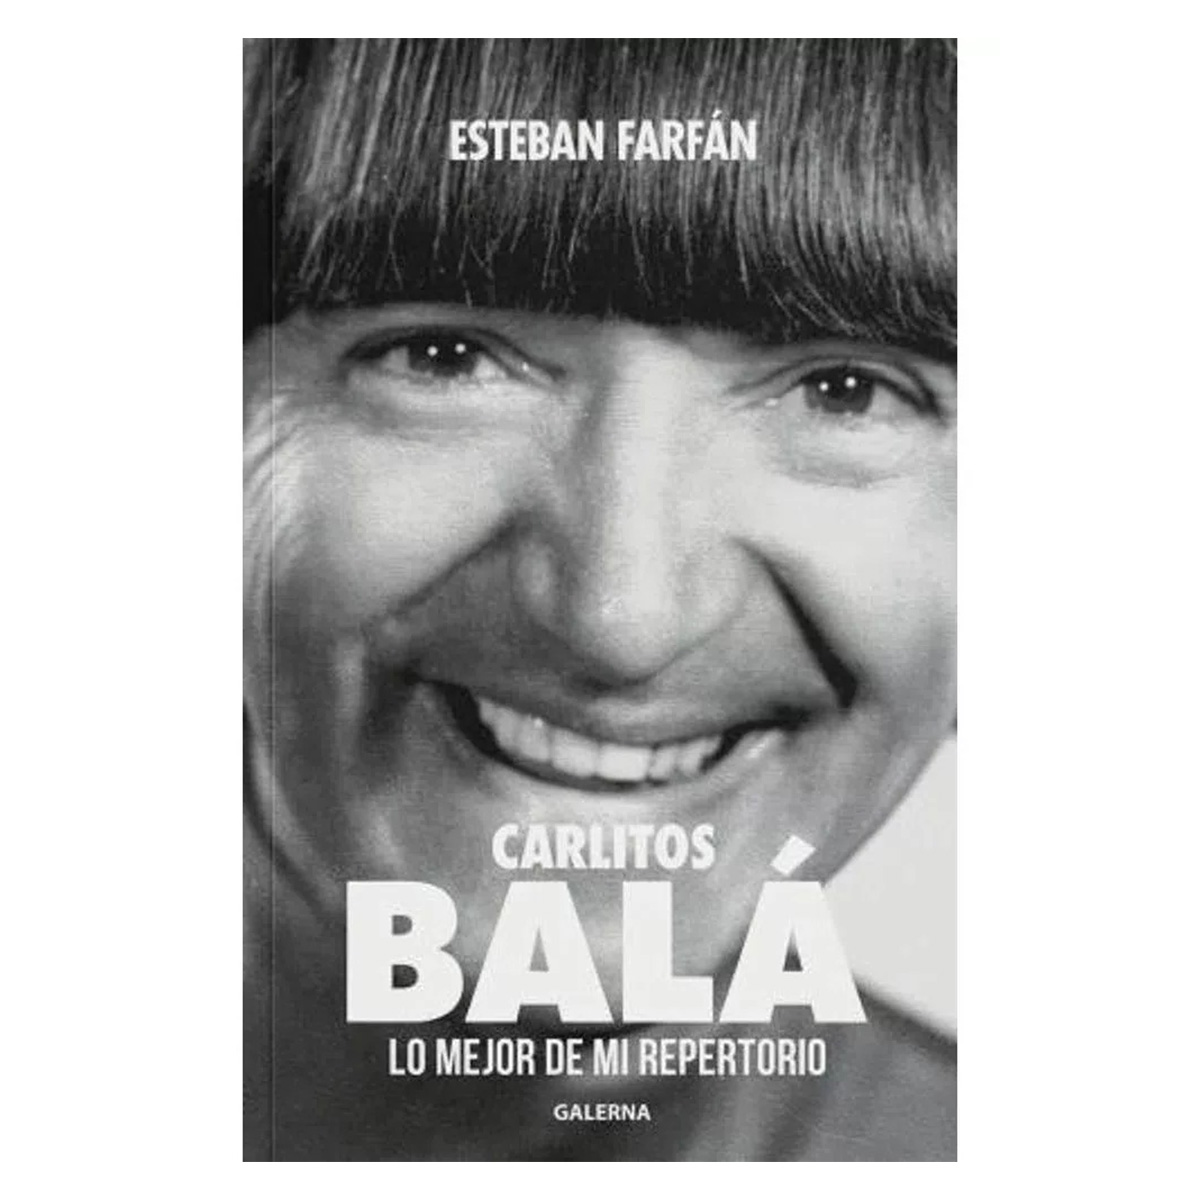 ESTEBAN FARFÁN
CARLITOS
BALÁ
LO MEJOR DE MI REPERTORIO
GALERNA